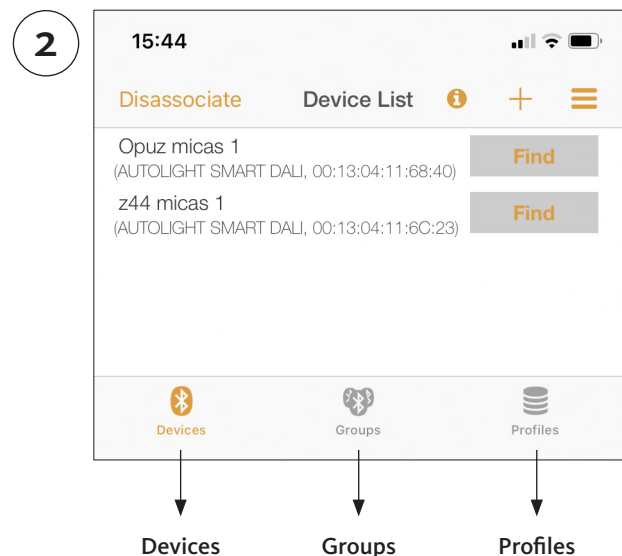 2
15:44
Disassociate Device List i + 
Opuz micas 1 Find
(AUTOLIGHT SMART DALI, 00:13:04:11:68:40)
z44 micas 1 Find
(AUTOLIGHT SMART DALI, 00:13:04:11:6C:23)
Devices Groups Profiles
Devices Groups Profiles